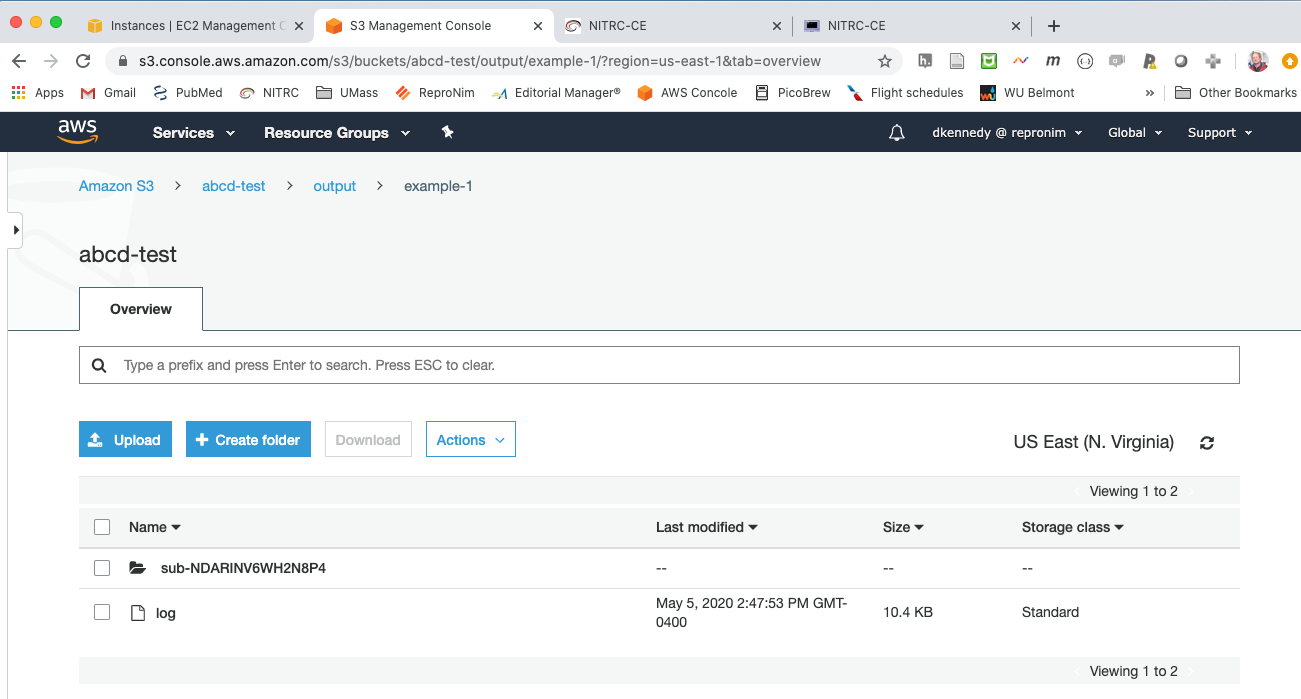 Instances | EC2 Management C
S3 Management Console
NITRC-CE
NITRC-CE
s3.console.aws.amazon.com/s3/buckets/abcd-test/output/example-1/?region=us-east-1&tab=overview
Apps
Gmail
PubMed
NITRC
UMass
ReproNim
Editorial Manager®
AWS Concole
PicoBrew
Flight schedules
WU Belmont
»
Other Bookmarks
aws
Services
Resource Groups
dkennedy @ repronim
Global
Support
Amazon S3 > abcd-test > output > example-1
abcd-test
Overview
Type a prefix and press Enter to search. Press ESC to clear.
Upload
Create folder
Download
Actions
US East (N. Virginia)
Viewing 1 to 2
Name
Last modified
Size
Storage class
sub-NDARINV6WH2N8P4
--
--
--
log
May 5, 2020 2:47:53 PM GMT-
0400
10.4 KB
Standard
Viewing 1 to 2